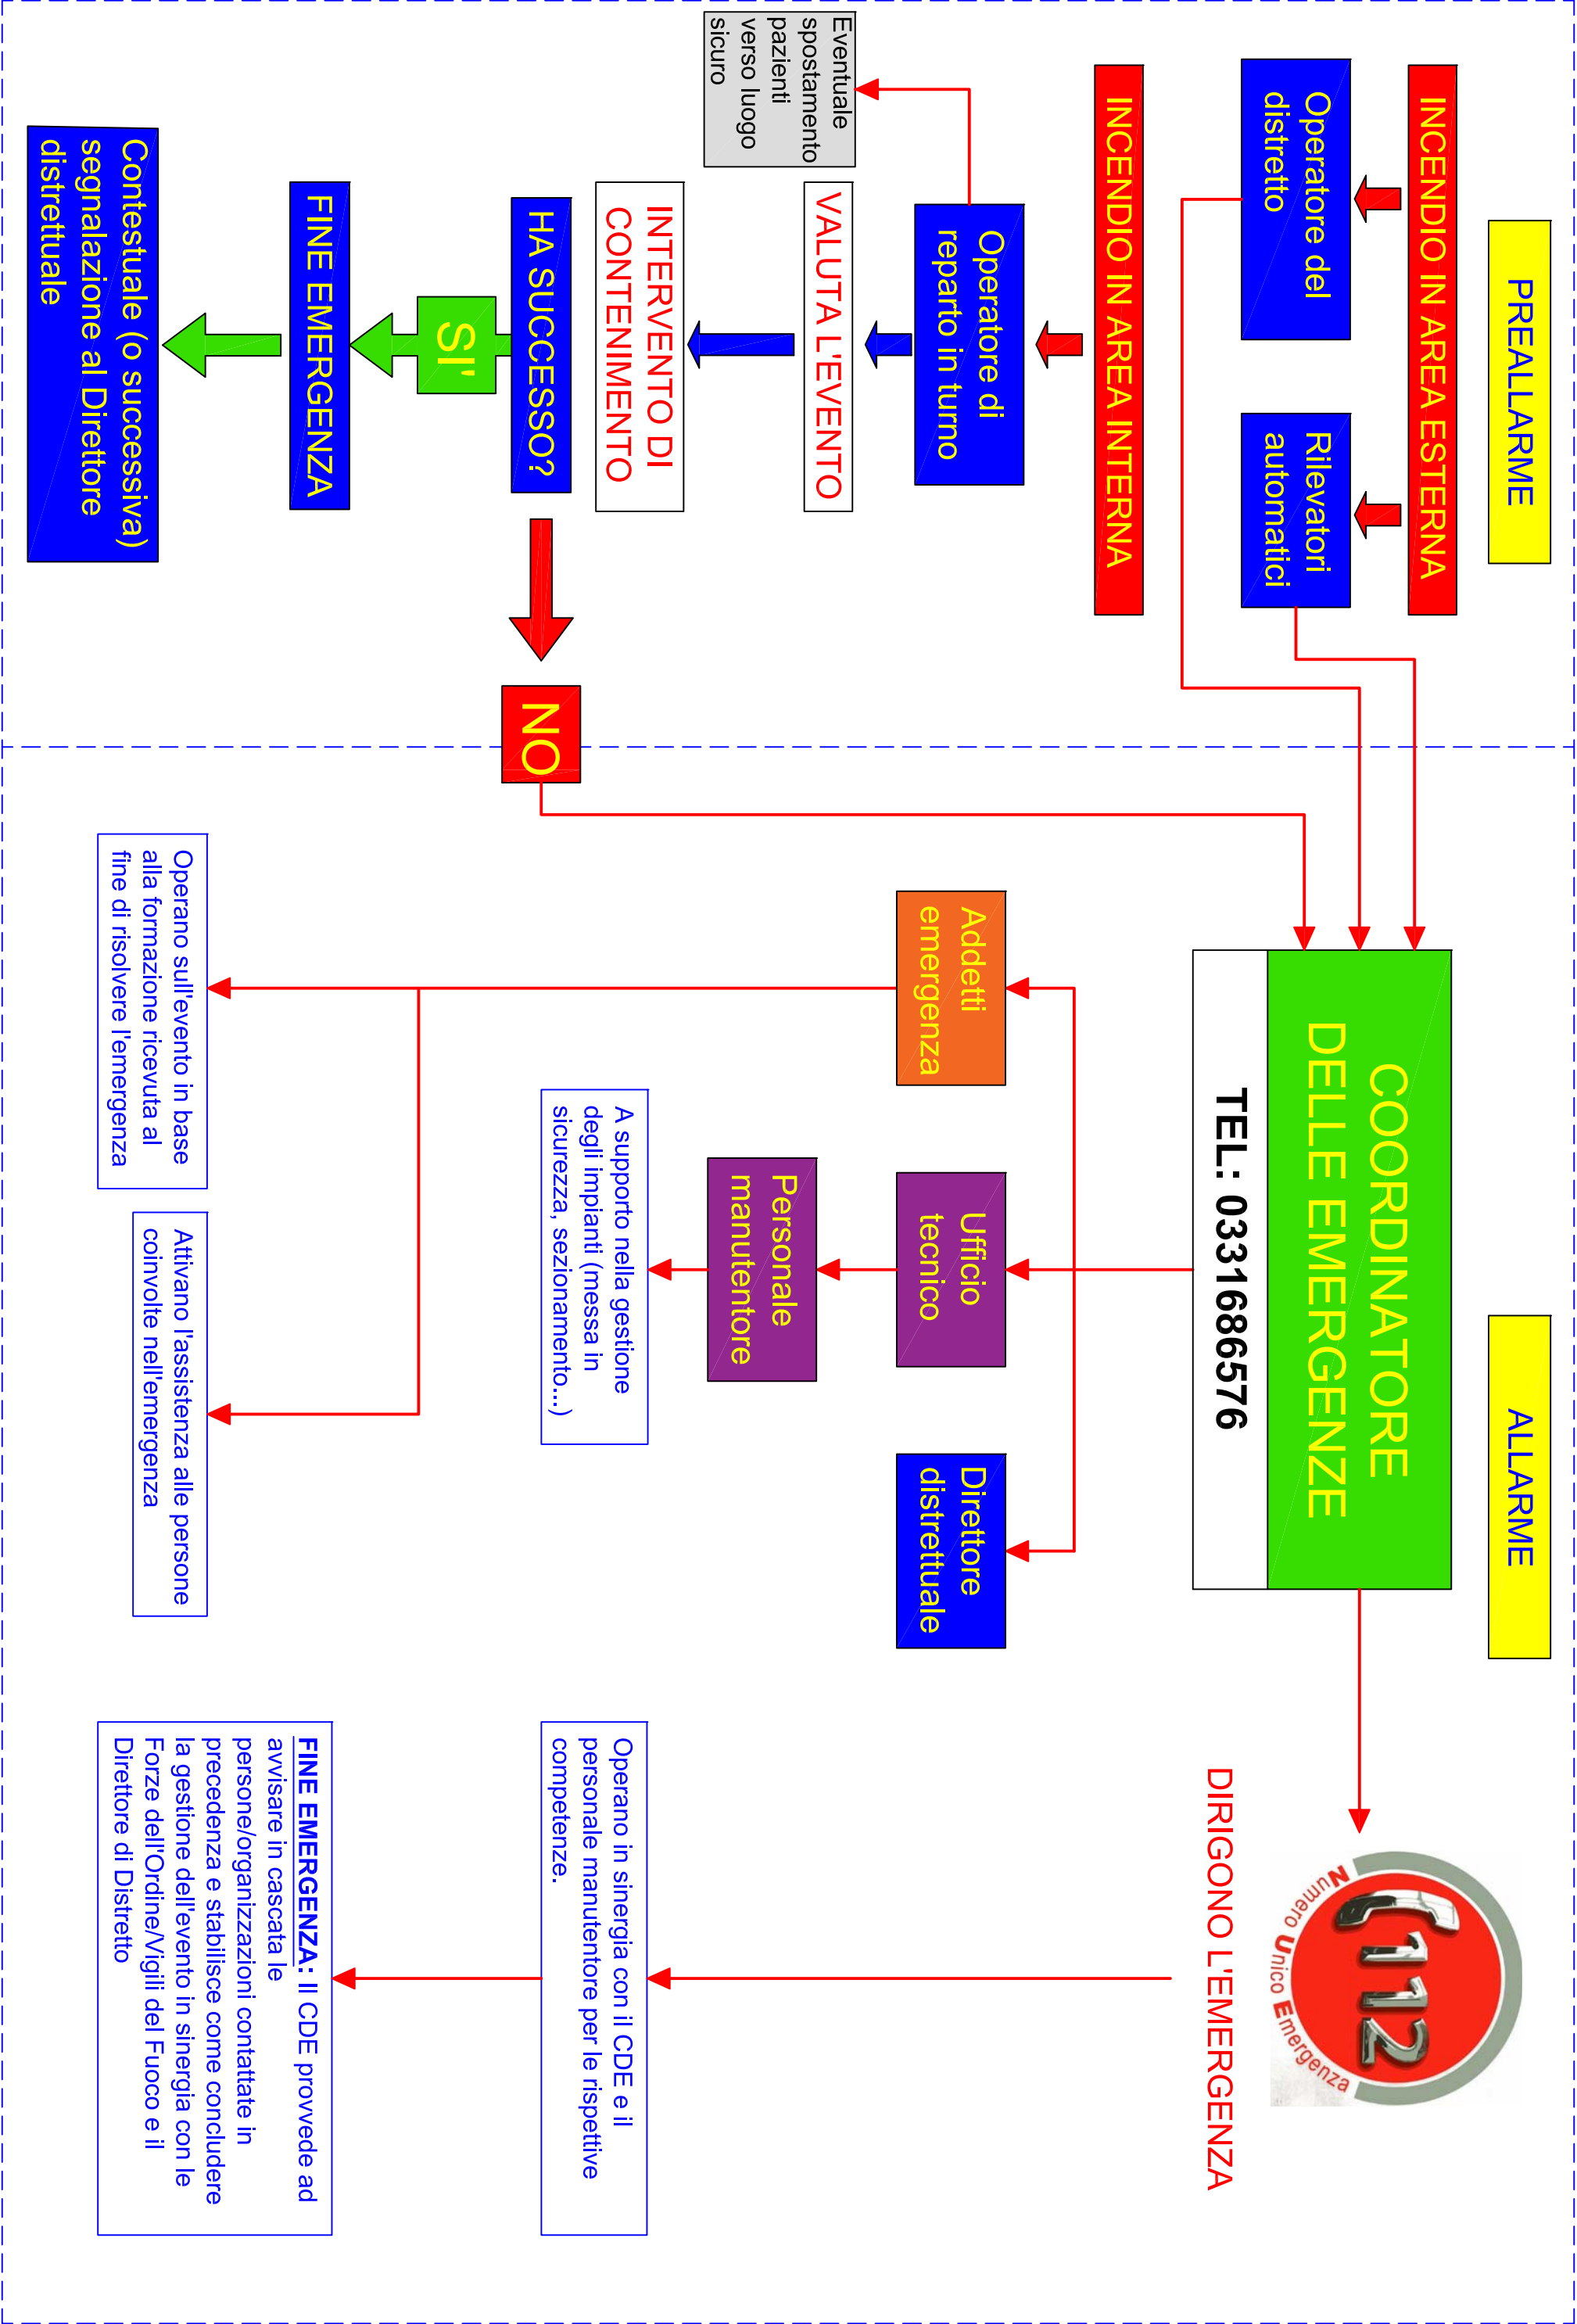 PREALLARME
INCENDIO IN AREA ESTERNA
Operatore del
distretto
Rilevatori
automatici
INCENDIO IN AREA INTERNA
Operatore di
reparto in turno
Eventuale
spostamento
pazienti
verso luogo
sicuro
VALUTA L'EVENTO
INTERVENTO DI
CONTENIMENTO
HA SUCCESSO?
SI'
NO
FINE EMERGENZA
Contestuale (o successiva)
segnalazione al Direttore
distrettuale
ALLARME
COORDINATORE
DELLE EMERGENZE
TEL: 0331686576
Addetti
emergenza
Ufficio
tecnico
Direttore
distrettuale
Personale
manutentore
A supporto nella gestione
degli impianti (messa in
sicurezza, sezionamento...)
Operano sull'evento in base
alla formazione ricevuta al
fine di risolvere l'emergenza
Attivano l'assistenza alle persone
coinvolte nell'emergenza
112
Numero Unico Emergenza
DIRIGONO L'EMERGENZA
Operano in sinergia con il CDE e il
personale manutentore per le rispettive
competenze.
FINE EMERGENZA: Il CDE provvede ad
avvisare in cascata le
persone/organizzazioni contattate in
precedenza e stabilisce come concludere
la gestione dell'evento in sinergia con le
Forze dell'Ordine/Vigili del Fuoco e il
Direttore di Distretto